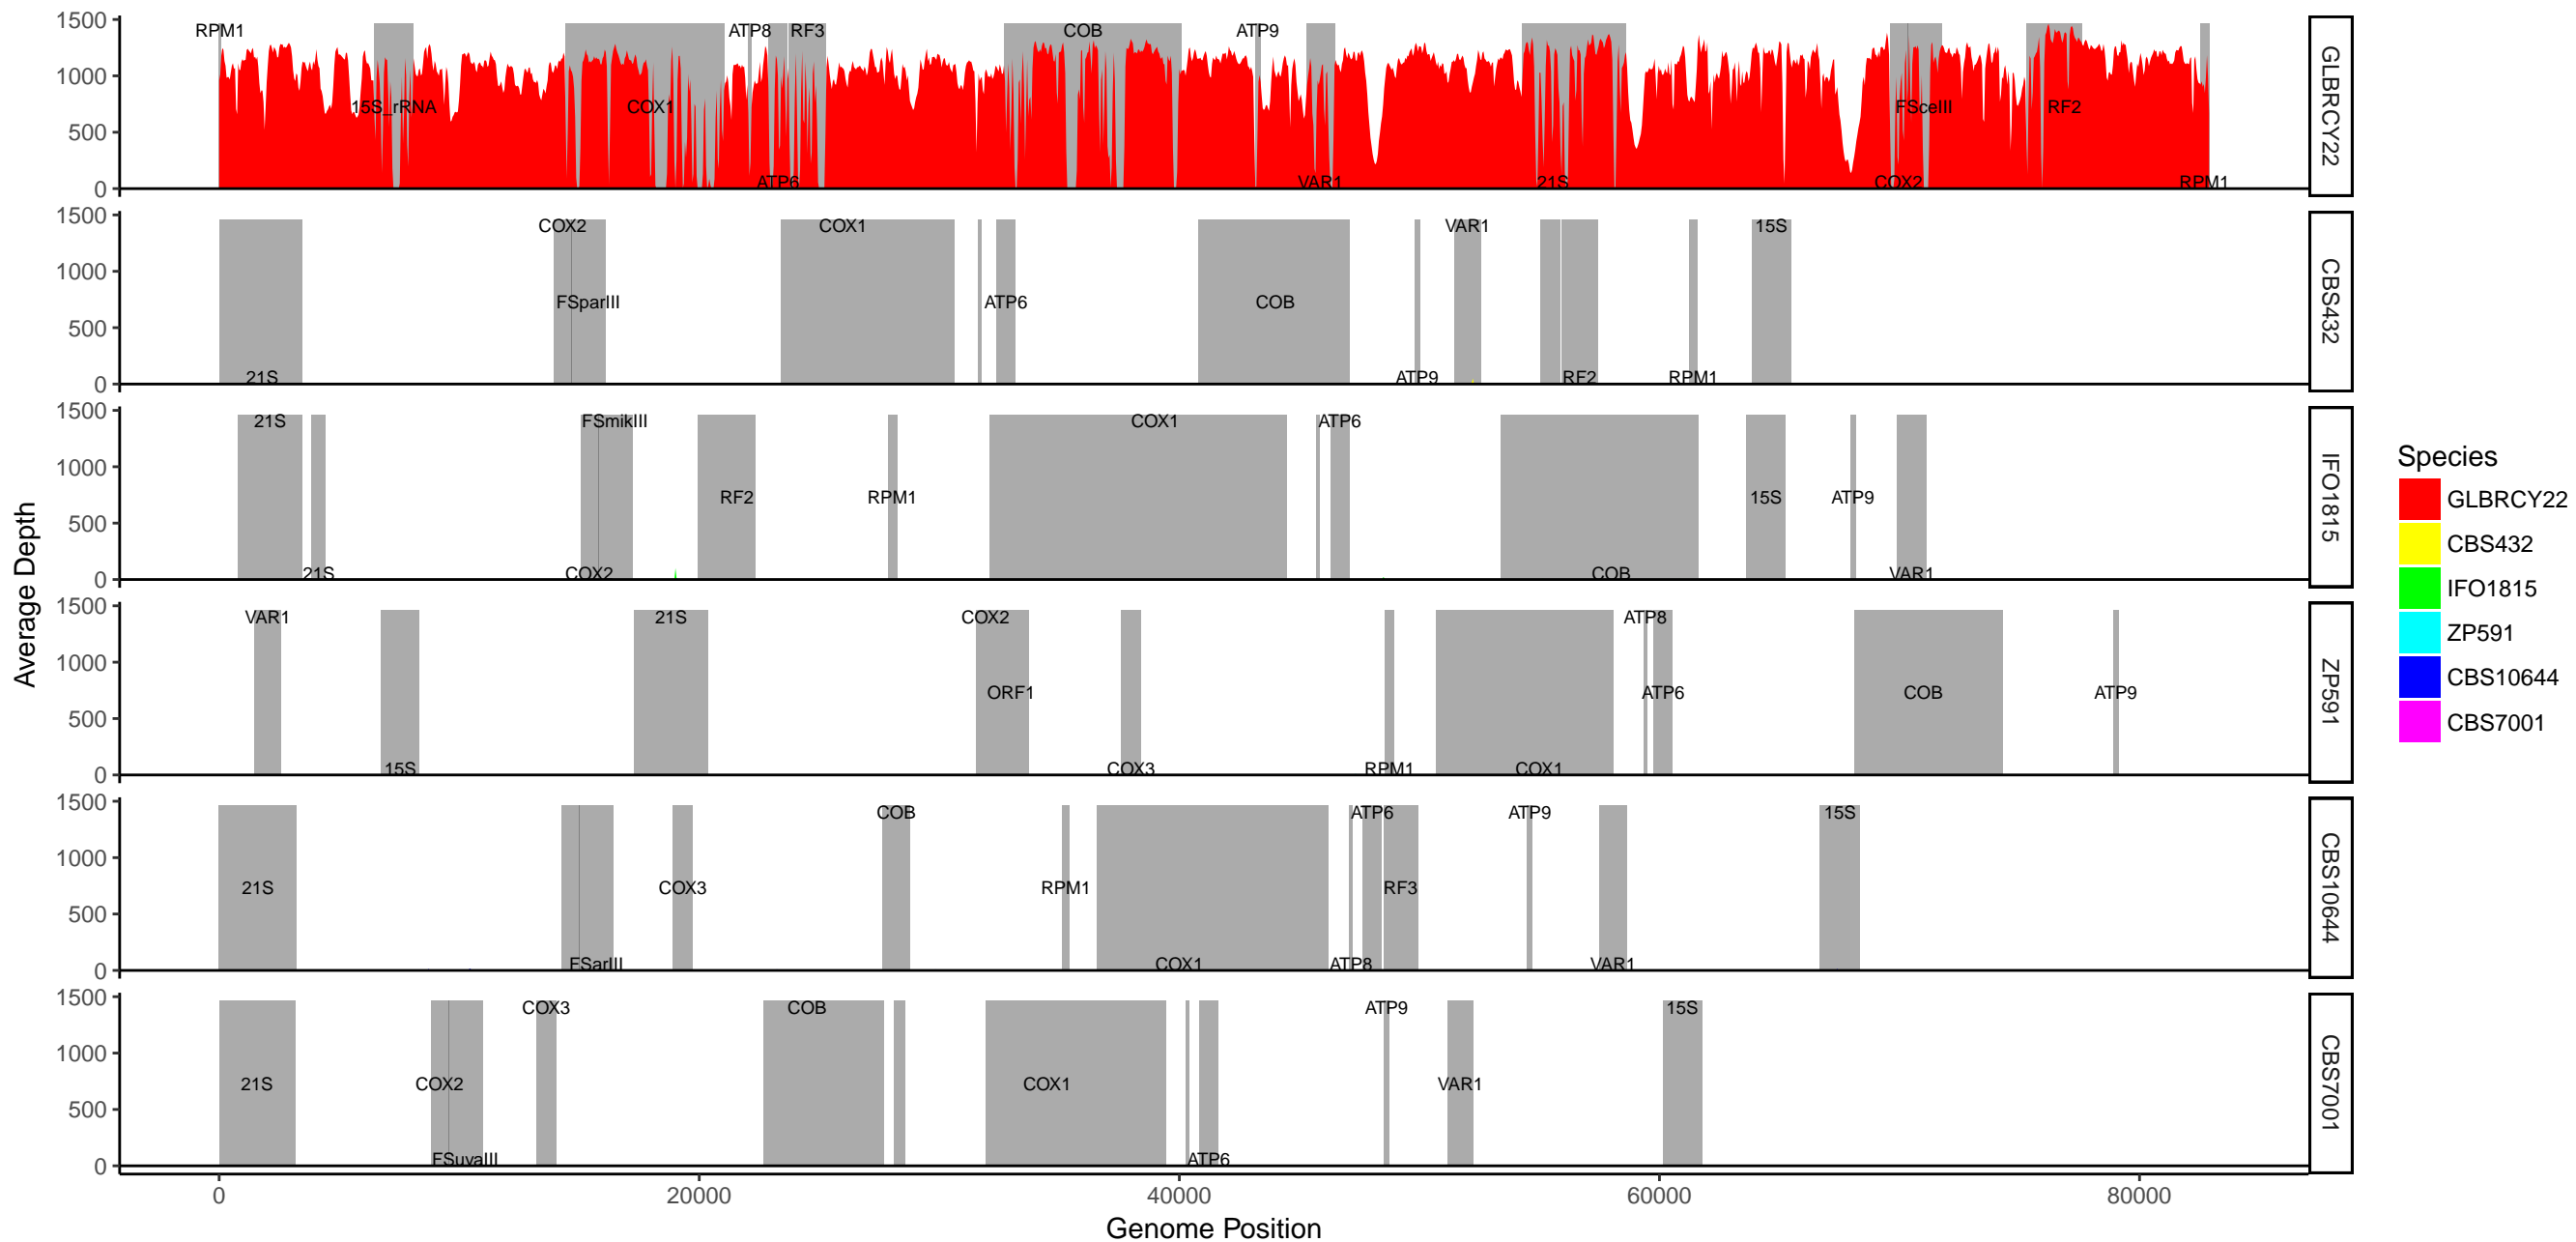 Average Depth
1500
1000
500
0
RPM1
ATP8
RF3
COB
ATP9
15S_rRNA
COX1
FSceIII
RF2
ATP6
VAR1
21S
COX2
RPM1
GLBRCY22
1500
1000
500
0
COX2
COX1
VAR1
15S
FSparIII
ATP6
COB
21S
ATP9
RF2
RPM1
CBS432
1500
1000
500
0
21S
FSmikIII
COX1
ATP6
RF2
RPM1
15S
ATP9
21S
COX2
COB
VAR1
IFO1815
1500
1000
500
0
VAR1
21S
COX2
ATP8
ORF1
ATP6
COB
ATP9
15S
COX3
RPM1
COX1
ZP591
1500
1000
500
0
COB
ATP6
ATP9
15S
21S
COX3
RPM1
RF3
FSarIII
COX1
ATP8
VAR1
CBS10644
1500
1000
500
0
COX3
COB
ATP9
15S
21S
COX2
COX1
VAR1
FSuvaIII
ATP6
CBS7001
0
20000
40000
60000
80000
Genome Position
Species
GLBRCY22
CBS432
IFO1815
ZP591
CBS10644
CBS7001